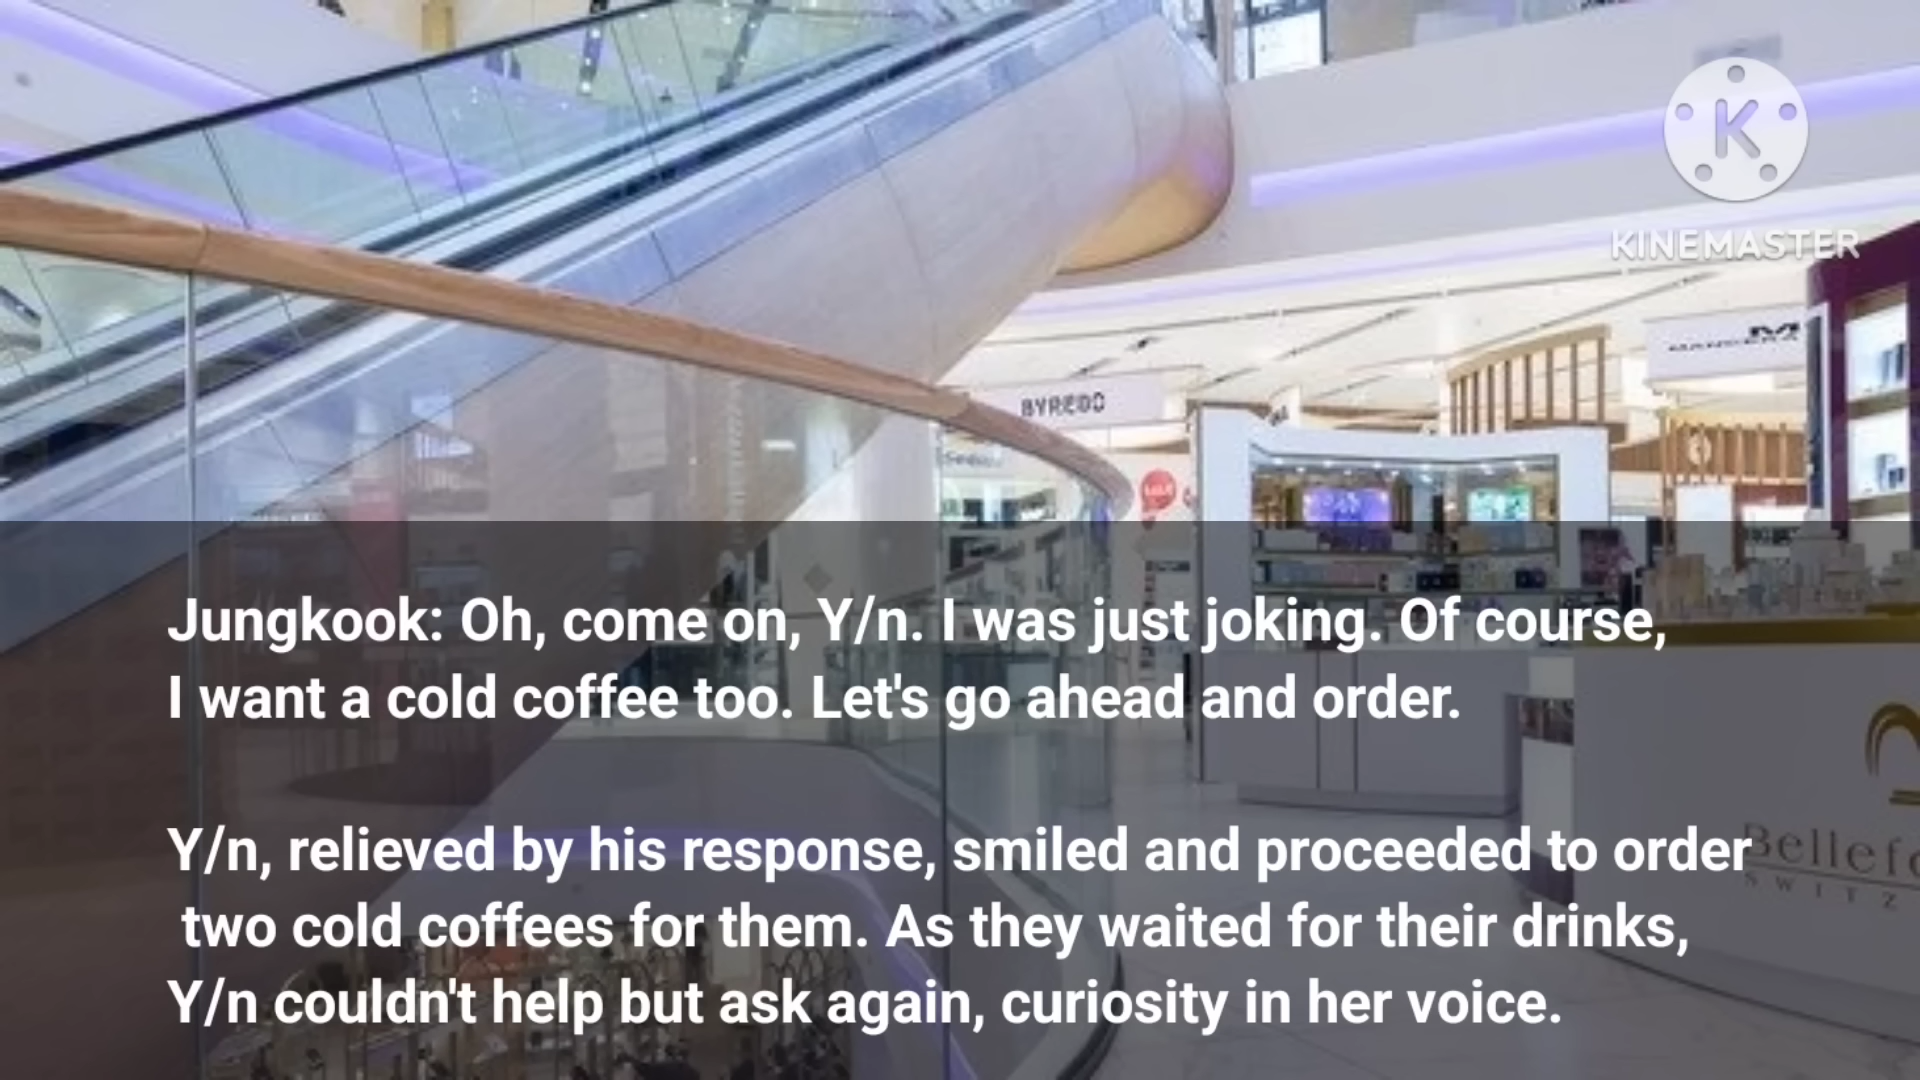 KINEMASTER
BYREDO
SALE
Jungkook: Oh, come on, Y/n. I was just joking. Of course,
I want a cold coffee too. Let's go ahead and order.
Y/n, relieved by his response, smiled and proceeded to order
two cold coffees for them. As they waited for their drinks,
Y/n couldn't help but ask again, curiosity in her voice.